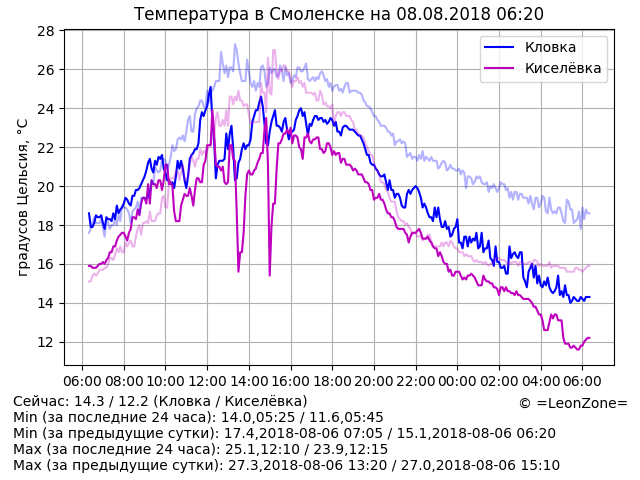 Температура в Смоленске на 08.08.2018 06:20
градусов Цельсия, °C
28
26
24
22
20
18
16
14
12
Кловка
Киселёвка
06:00 08:00 10:00 12:00 14:00 16:00 18:00 20:00 22:00 00:00 02:00 04:00 06:00
Сейчас: 14.3 / 12.2 (Кловка / Киселёвка)
© =LeonZone=
Min (за последние 24 часа): 14.0,05:25 / 11.6,05:45
Min (за предыдущие сутки): 17.4,2018-08-06 07:05 / 15.1,2018-08-06 06:20
Max (за последние 24 часа): 25.1,12:10 / 23.9,12:15
Max (за предыдущие сутки): 27.3,2018-08-06 13:20 / 27.0,2018-08-06 15:10